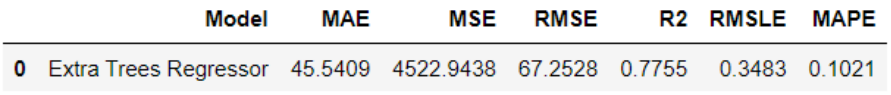 Model MAE MSE RMSE R2 RMSLE MAPE
0 Extra Trees Regressor 45.5409 4522.9438 67.2528 0.7755 0.3483 0.1021